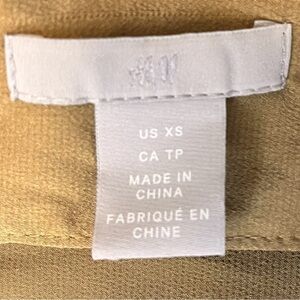 H&M
US XS
CA TP
MADE IN
CHINA
FABRIQUÉ EN
CHINE